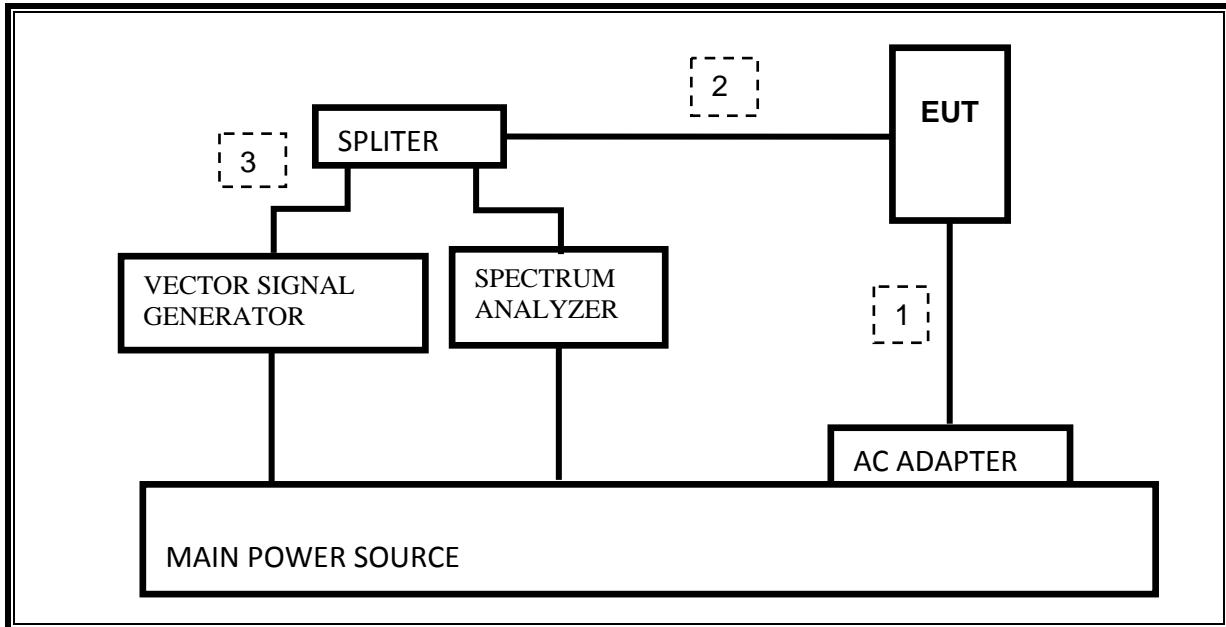 2
EUT
SPLITER
3
VECTOR SIGNAL
GENERATOR
SPECTRUM
ANALYZER
1
AC ADAPTER
MAIN POWER SOURCE